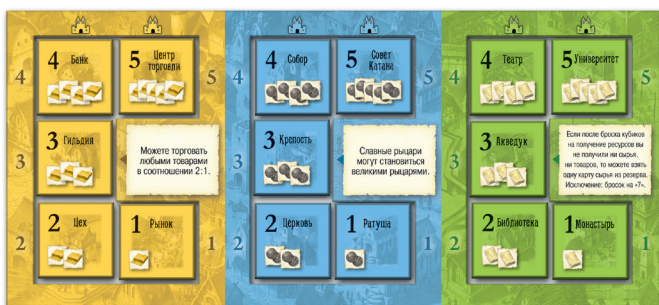 4 Банк
5 Центр
торговли
4
5
3 Гильдия
Можете торговать
любыми товарами
в соотношении 2:1.
3
2 Цех
1 Рынок
2
1
4 Собор
5 Совет
Катана
4
5
3 Крепость
Славные рыцари
могут становиться
великими рыцарями.
3
2 Церковь
1 Ратуша
2
1
4 Театр
5 Университет
4
5
3 Акведук
Если после броска кубиков
на получение ресурсов вы
не получили ни сырья,
ни товаров, то можете взять
одну карту сырья из резерва.
Исключение: бросок на «7».
3
2 Библиотека
1 Монастырь
2
1